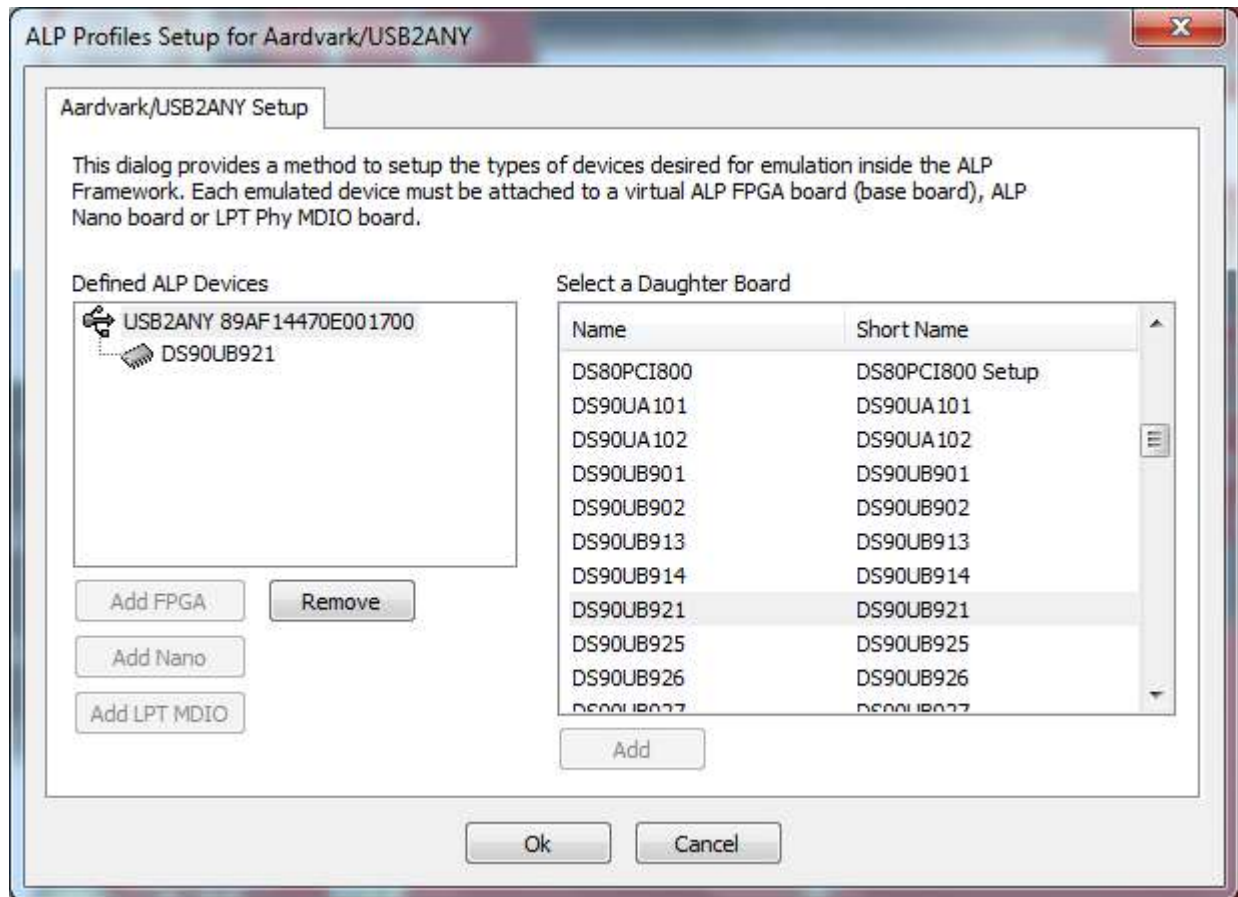 ALP Profiles Setup for Aardvark/USB2ANY
Aardvark/USB2ANY Setup
This dialog provides a method to setup the types of devices desired for emulation inside the ALP
Framework. Each emulated device must be attached to a virtual ALP FPGA board (base board), ALP
Nano board or LPT Phy MDIO board.
Defined ALP Devices
USB2ANY 89AF14470E001700
DS90UB921
Add FPGA
Remove
Add Nano
Add LPT MDIO
Select a Daughter Board
Name Short Name
DS80PCI800 DS80PCI800 Setup
DS90UA101 DS90UA101
DS90UA102 DS90UA102
DS90UB901 DS90UB901
DS90UB902 DS90UB902
DS90UB913 DS90UB913
DS90UB914 DS90UB914
DS90UB921 DS90UB921
DS90UB925 DS90UB925
DS90UB926 DS90UB926
DS90UB927 DS90UB927
Add
Ok
Cancel